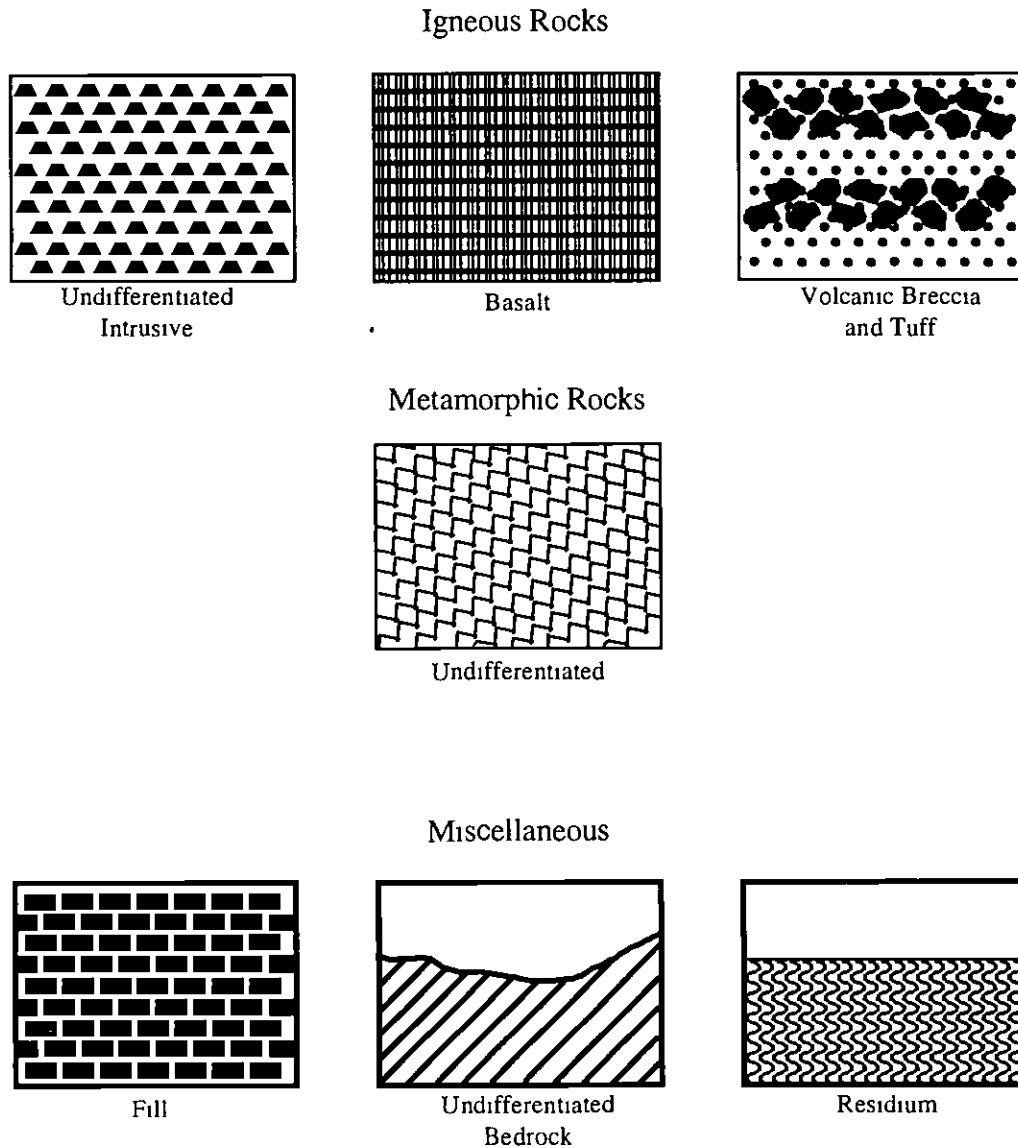 Igneous Rocks
Undifferentiated
Intrusive
Basalt
Volcanic Breccia
and Tuff
Metamorphic Rocks
Undifferentiated
Miscellaneous
Fill
Undifferentiated
Bedrock
Residium